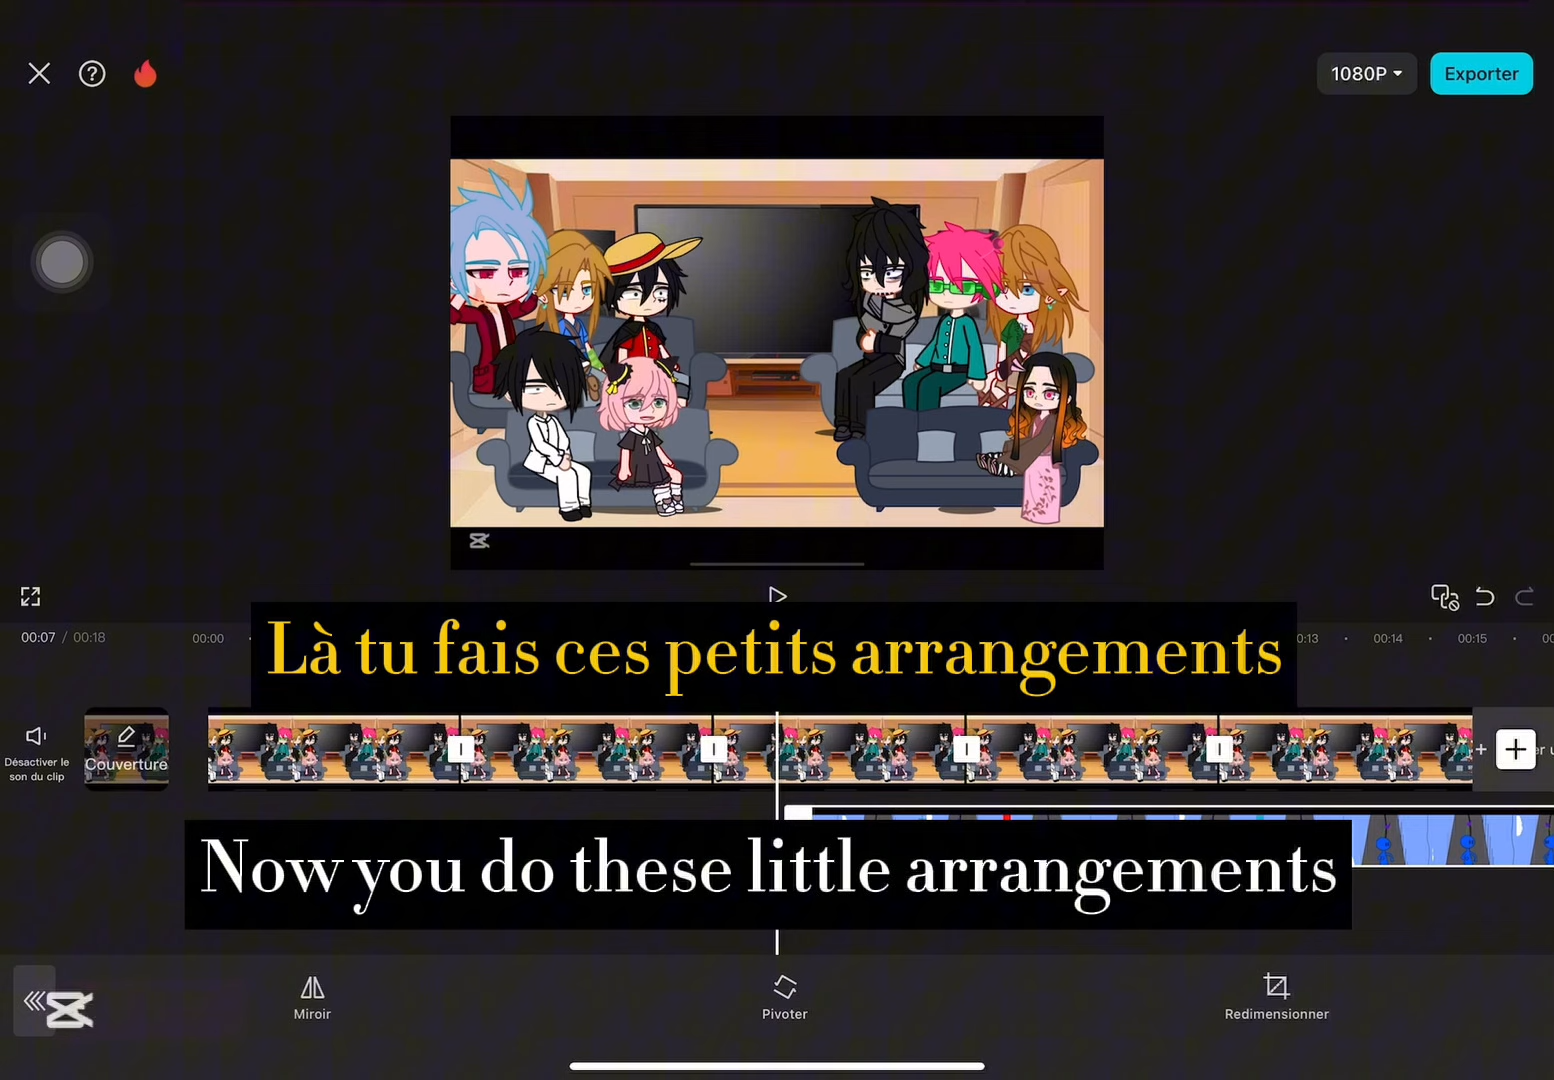 1080P
Exporter
00:07 / 00:18
00:00
0:13
00:14
00:15
Là tu fais ces petits arrangements
Désactiver le
son du clip
Couverture
Now you do these little arrangements
Miroir
Pivoter
Redimensionner